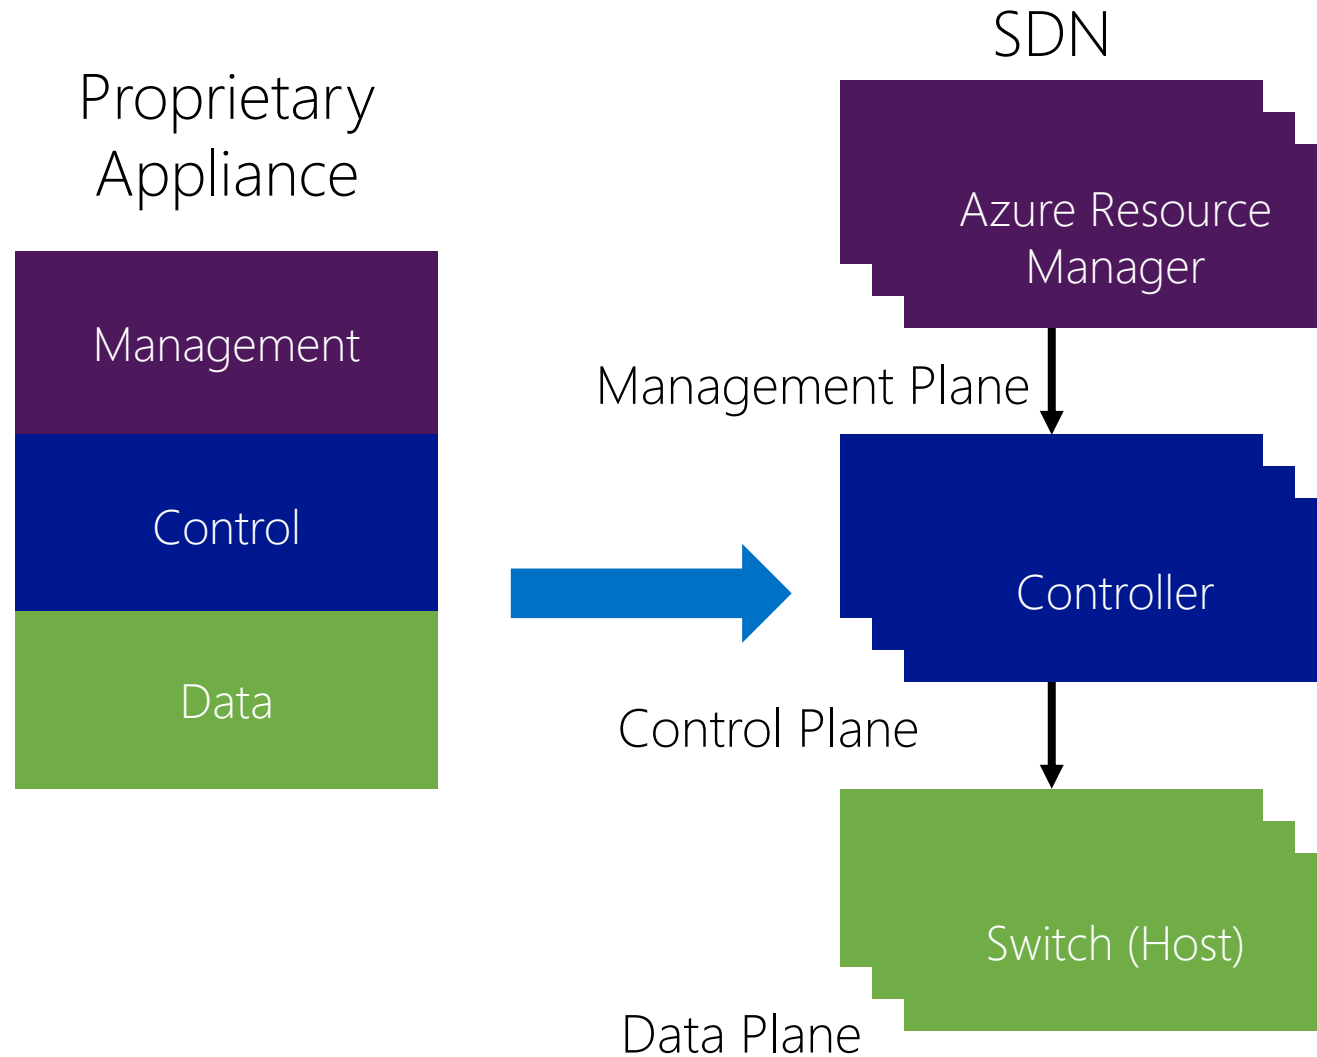 Proprietary
Appliance
Management
Control
Data
SDN
Azure Resource
Manager
Management Plane
Controller
Control Plane
Switch (Host)
Data Plane